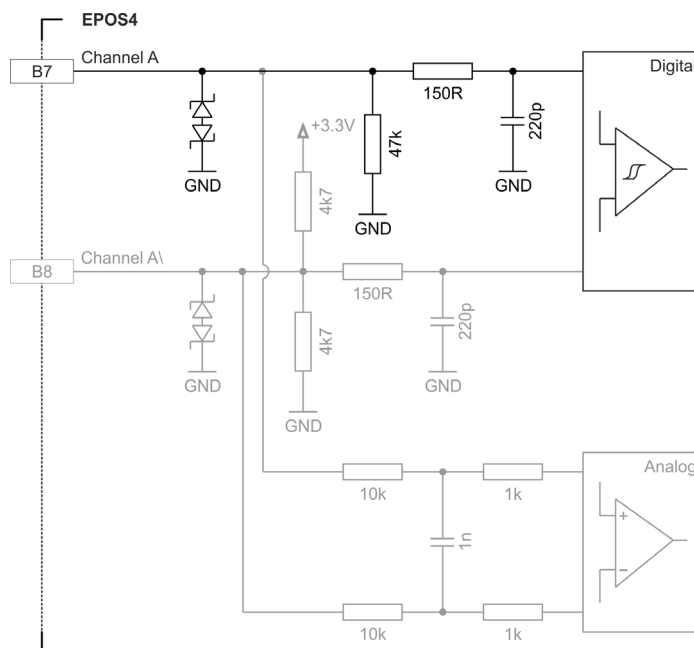 EPOS4
B7
Channel A
Digital
150R
220p
+3.3V
47k
GND
GND
4k7
GND
B8
Channel A\
150R
4k7
220p
GND
GND
GND
Analog
10k
1k
+
1n
−
10k
1k